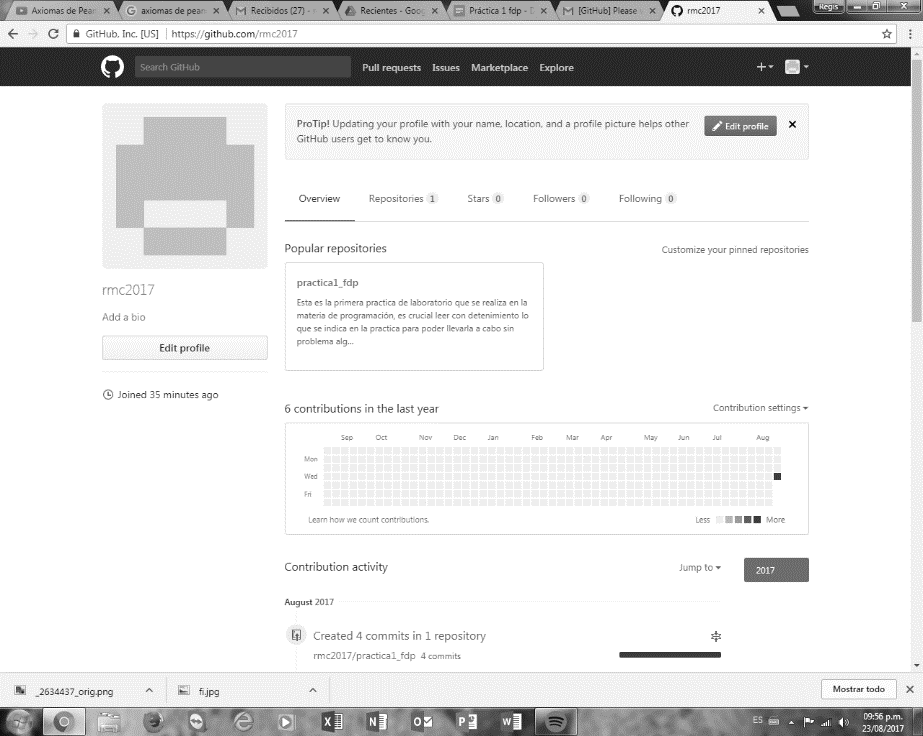 Axiomas de Pean
axiomas de pean
Recibidos (27) -
Recientes - Goog
Práctica 1 fdp -
[GitHub] Please
rmc2017
Regis
GitHub, Inc. [US] https://github.com/rmc2017
Search GitHub
Pull requests Issues Marketplace Explore
ProTip! Updating your profile with your name, location, and a profile picture helps other
GitHub users get to know you.
Edit profile
Overview Repositories 1 Stars 0 Followers 0 Following 0
Popular repositories
Customize your pinned repositories
practica1_fdp
Esta es la primera practica de laboratorio que se realiza en la
materia de programación, es crucial leer con detenimiento lo
que se indica en la practica para poder llevarla a cabo sin
problema alg...
rmc2017
Add a bio
Edit profile
Joined 35 minutes ago
6 contributions in the last year
Contribution settings
Sep Oct Nov Dec Jan Feb Mar Apr May Jun Jul Aug
Mon
Wed
Fri
Learn how we count contributions.
Less More
Contribution activity
Jump to
2017
August 2017
Created 4 commits in 1 repository
rmc2017/practica1_fdp 4 commits
_2634437_orig.png
fi.jpg
Mostrar todo
ES
09:56 p.m.
23/08/2017